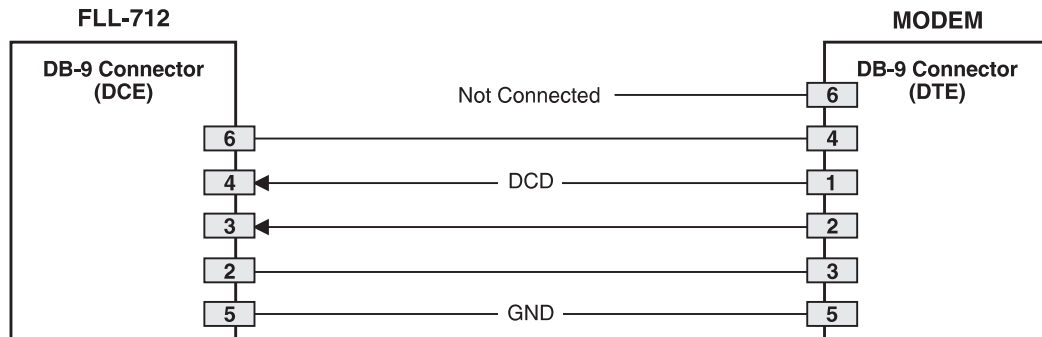 FLL-712
MODEM
DB-9 Connector
(DCE)
DB-9 Connector
(DTE)
Not Connected
6
6
4
4
DCD
1
3
2
2
3
5
GND
5